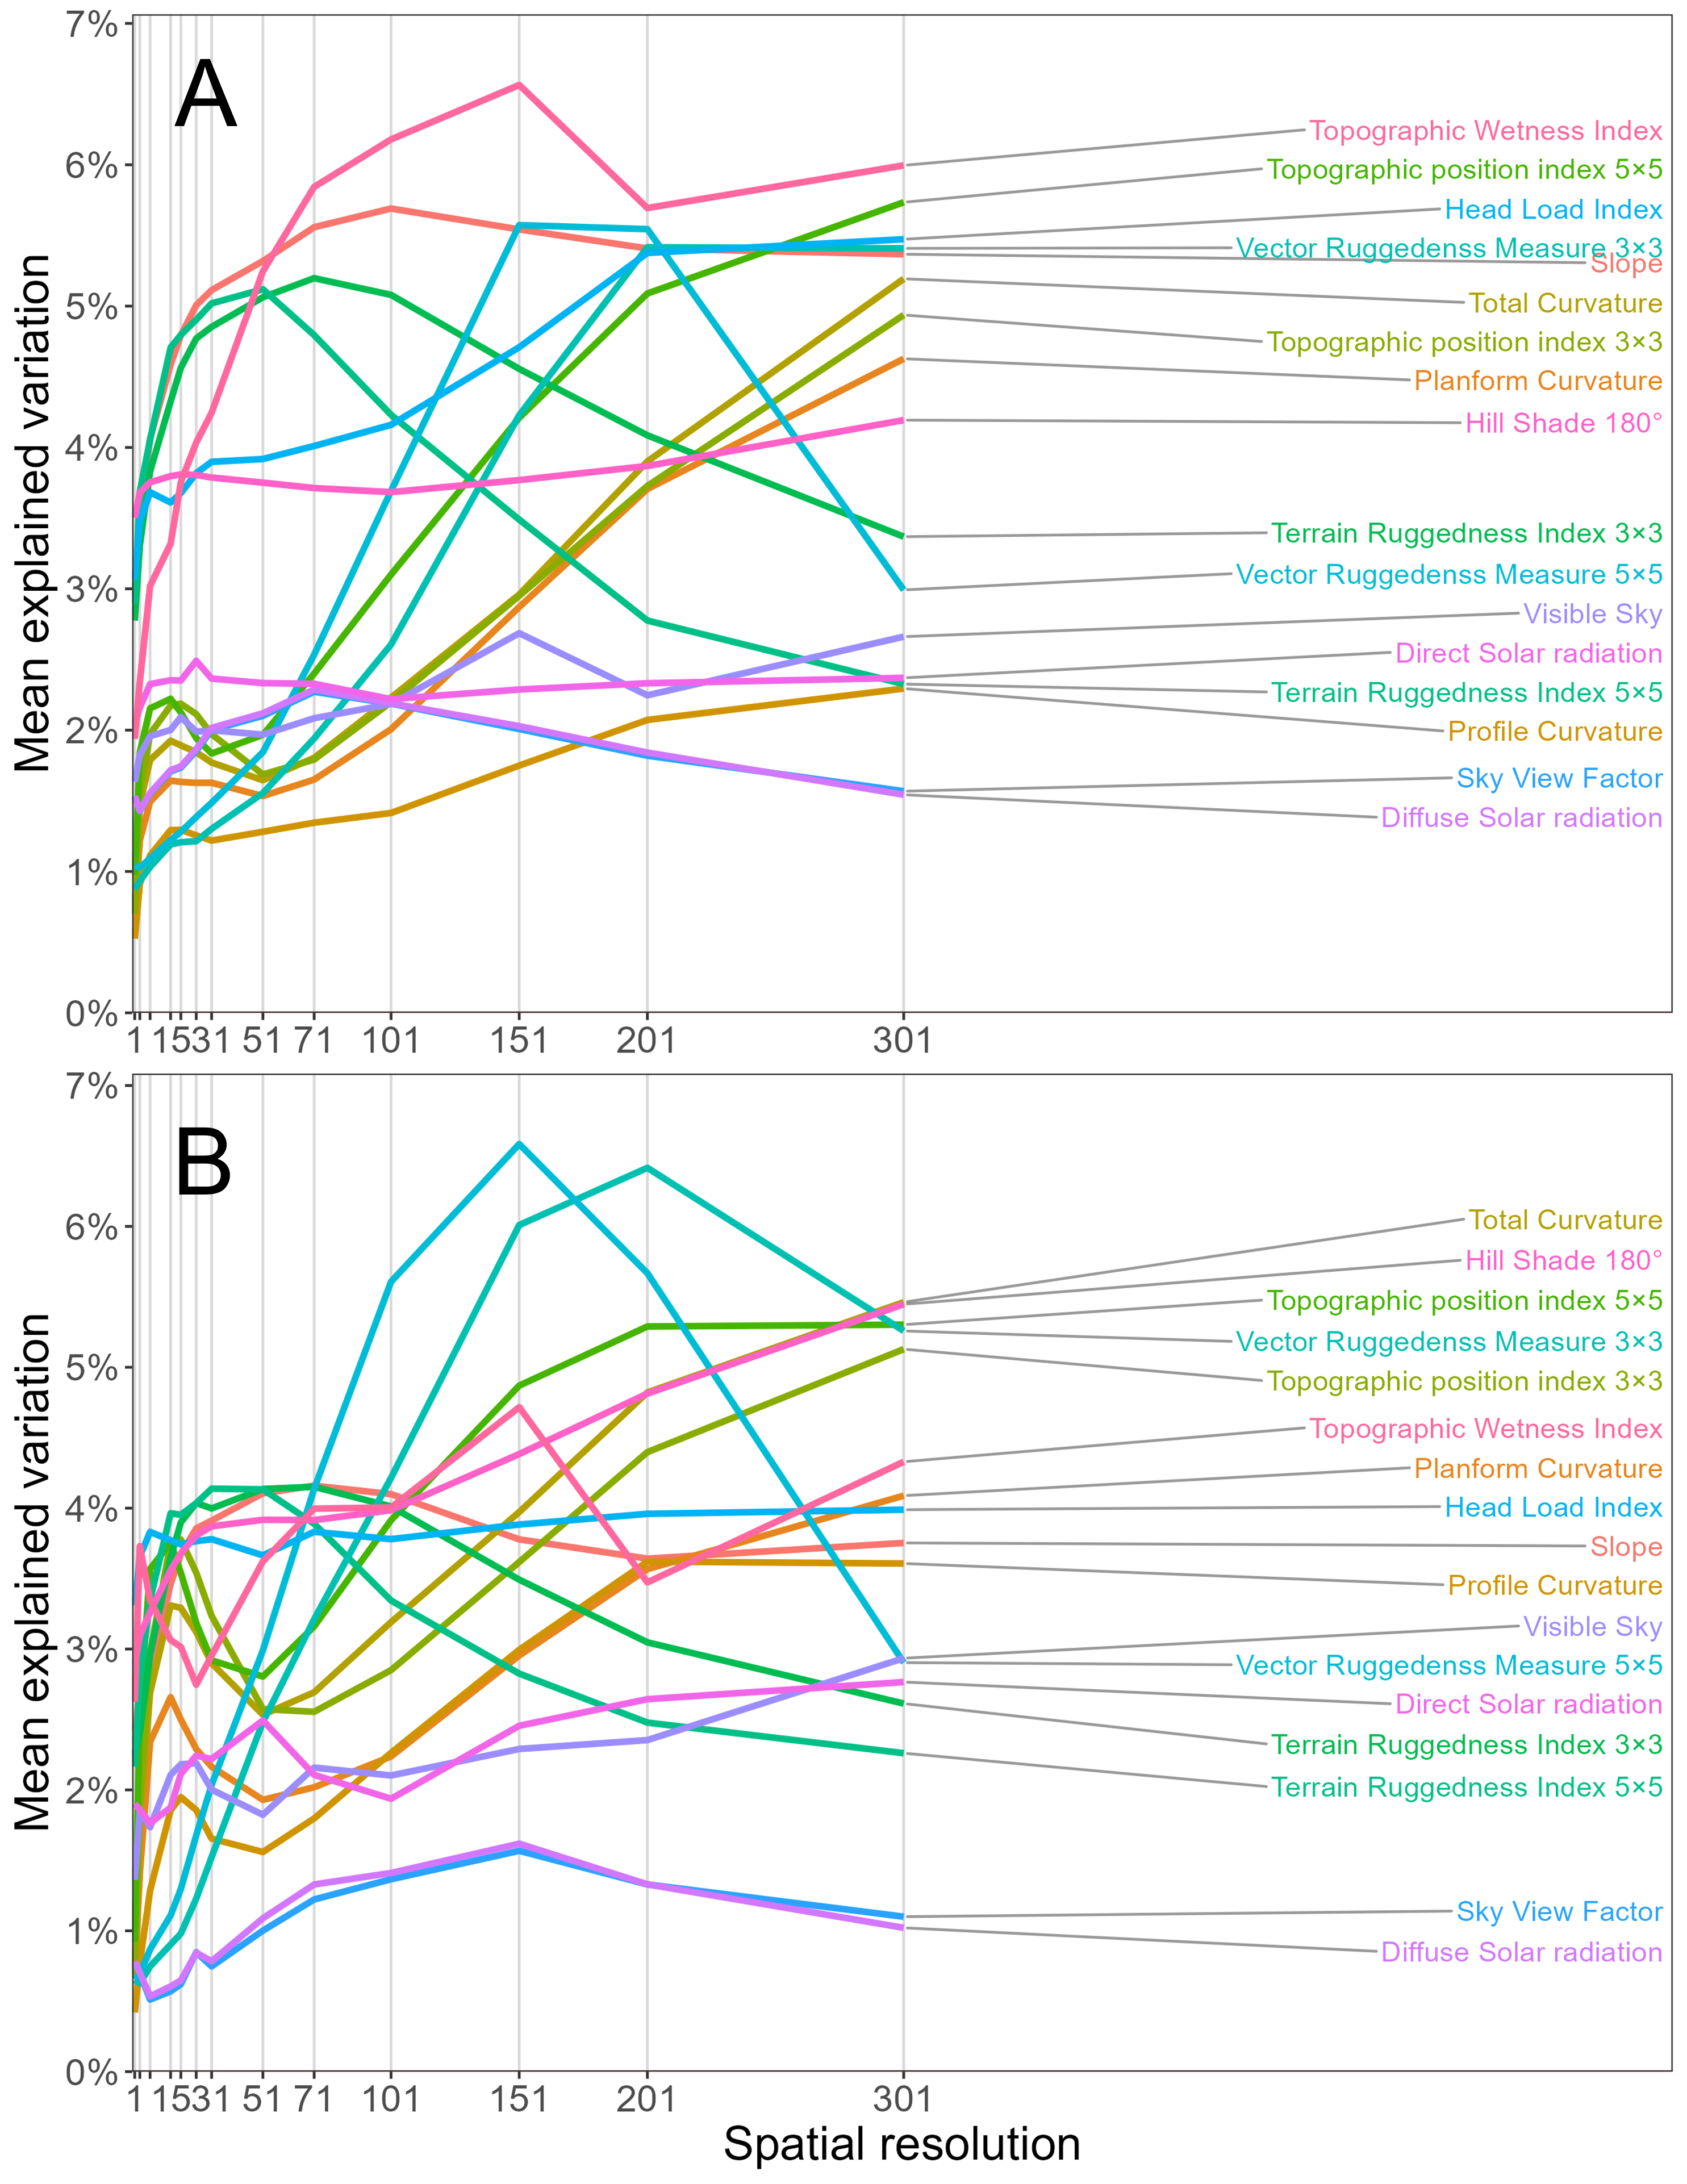 A
Mean explained variation
7%
6%
5%
4%
3%
2%
1%
0%
1 15 31 51 71 101 151 201 301
Topographic Wetness Index
Topographic position index 5×5
Head Load Index
Vector Ruggedenss Measure 3×3
Slope
Total Curvature
Topographic position index 3×3
Planform Curvature
Hill Shade 180°
Terrain Ruggedness Index 3×3
Vector Ruggedenss Measure 5×5
Visible Sky
Direct Solar radiation
Terrain Ruggedness Index 5×5
Profile Curvature
Sky View Factor
Diffuse Solar radiation
B
Mean explained variation
7%
6%
5%
4%
3%
2%
1%
0%
1 15 31 51 71 101 151 201 301
Total Curvature
Hill Shade 180°
Topographic position index 5×5
Vector Ruggedenss Measure 3×3
Topographic position index 3×3
Topographic Wetness Index
Planform Curvature
Head Load Index
Slope
Profile Curvature
Visible Sky
Vector Ruggedenss Measure 5×5
Direct Solar radiation
Terrain Ruggedness Index 3×3
Terrain Ruggedness Index 5×5
Sky View Factor
Diffuse Solar radiation
Spatial resolution